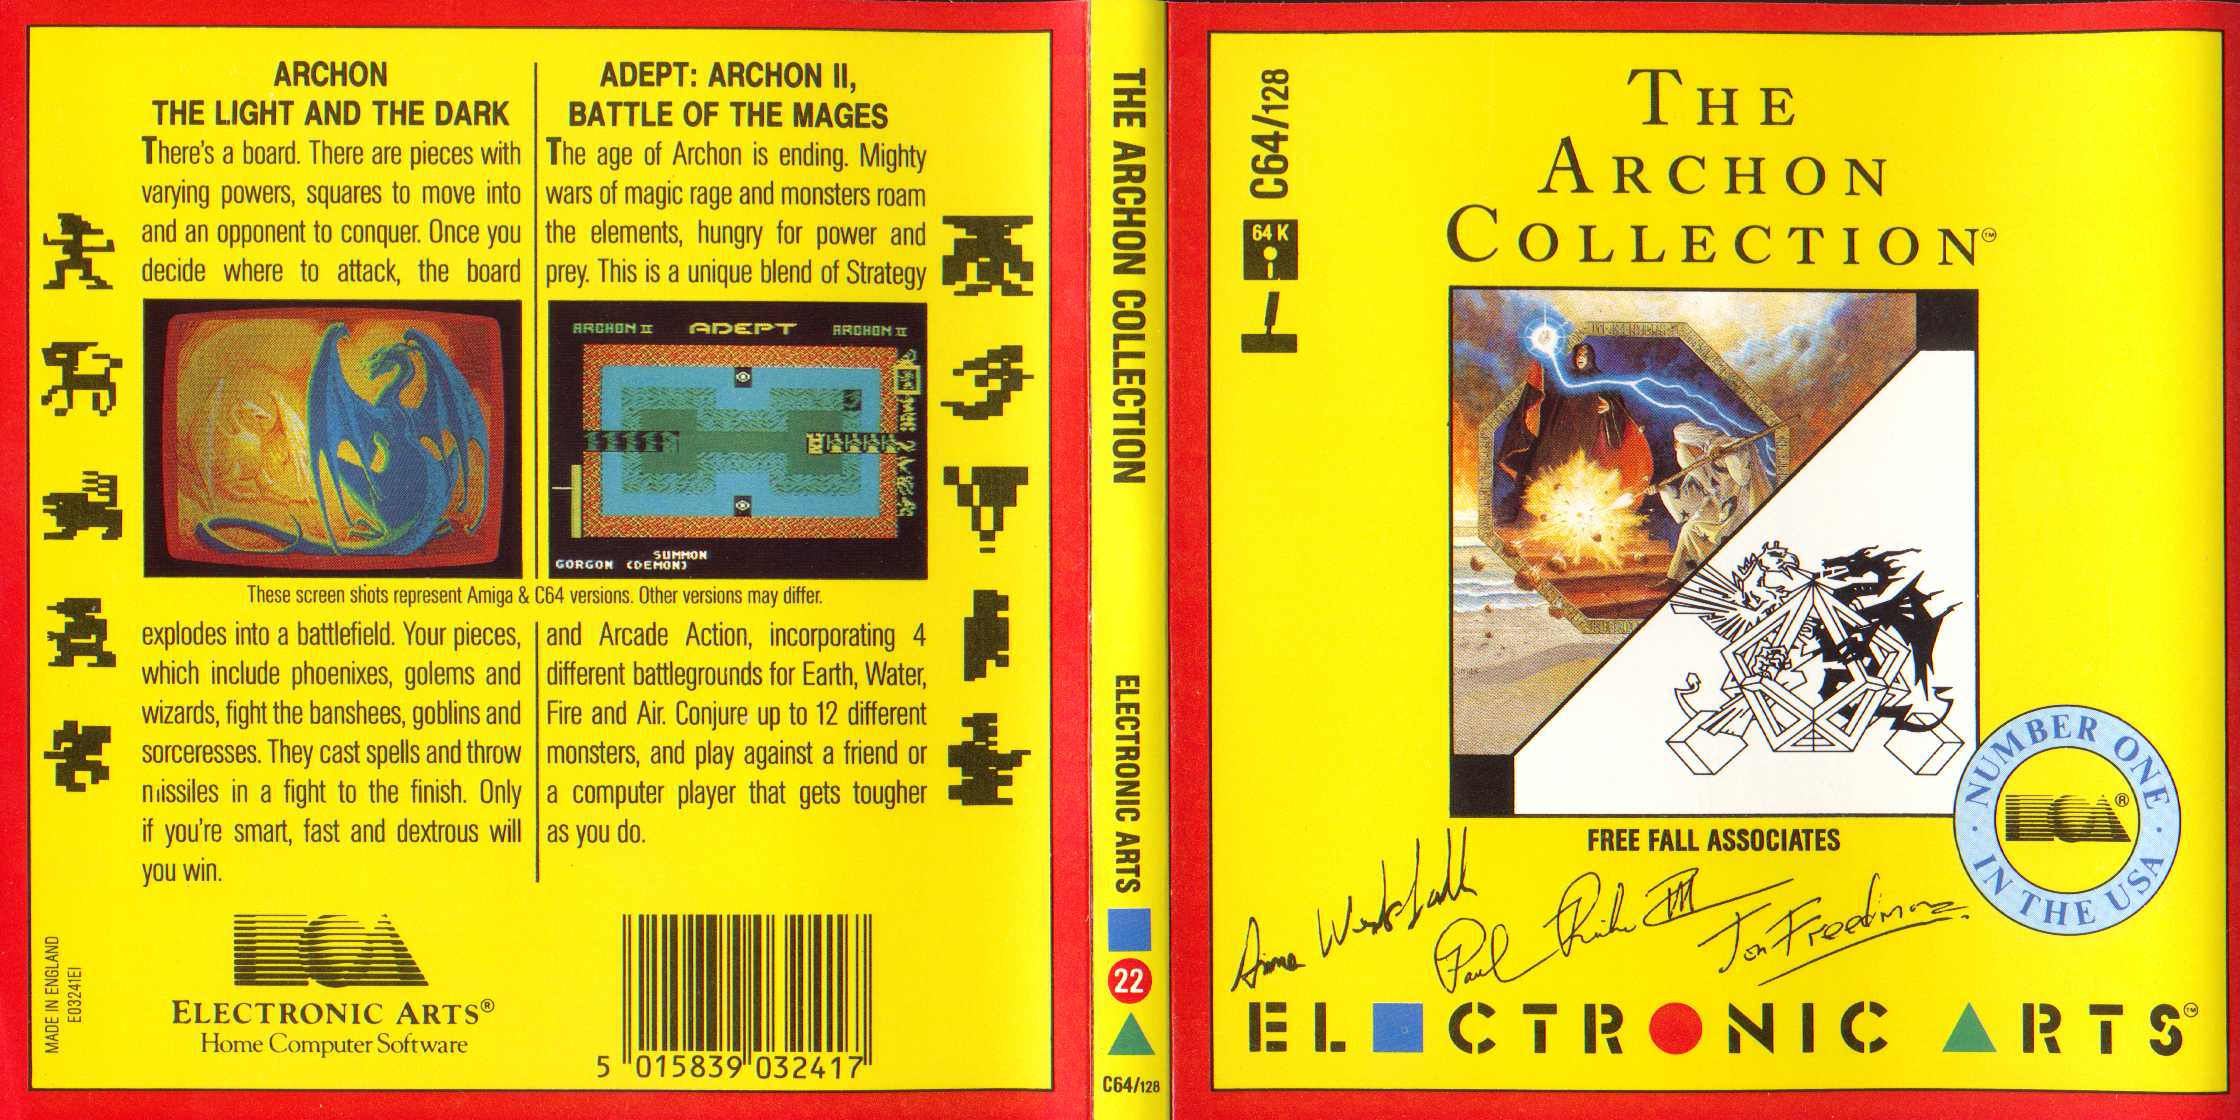 ARCHON
THE LIGHT AND THE DARK
There's a board. There are pieces with
varying powers, squares to move into
and an opponent to conquer. Once you
decide where to attack, the board
explodes into a battlefield. Your pieces,
which include phoenixes, golems and
wizards, fight the banshees, goblins and
sorceresses. They cast spells and throw
missiles in a fight to the finish. Only
if you're smart, fast and dextrous will
you win.
ADEPT: ARCHON II,
BATTLE OF THE MAGES
The age of Archon is ending. Mighty
wars of magic rage and monsters roam
the elements, hungry for power and
prey. This is a unique blend of Strategy
ARCHON II ADEPT ARCHON II
SUMMON
GORGON (DEMON)
and Arcade Action, incorporating 4
different battlegrounds for Earth, Water,
Fire and Air. Conjure up to 12 different
monsters, and play against a friend or
a computer player that gets tougher
as you do.
These screen shots represent Amiga & C64 versions. Other versions may differ.
MADE IN ENGLAND
E03241EI
ELECTRONIC ARTS®
Home Computer Software
5 015839 032417
THE ARCHON COLLECTION
ELECTRONIC ARTS
22
C64/128
C64/128
64 K
THE
ARCHON
COLLECTION™
FREE FALL ASSOCIATES
NUMBER ONE
EA®
IN THE USA
Anne Westfall
Paul Reiche III
Jon Freeman
ELECTRONIC ARTS™